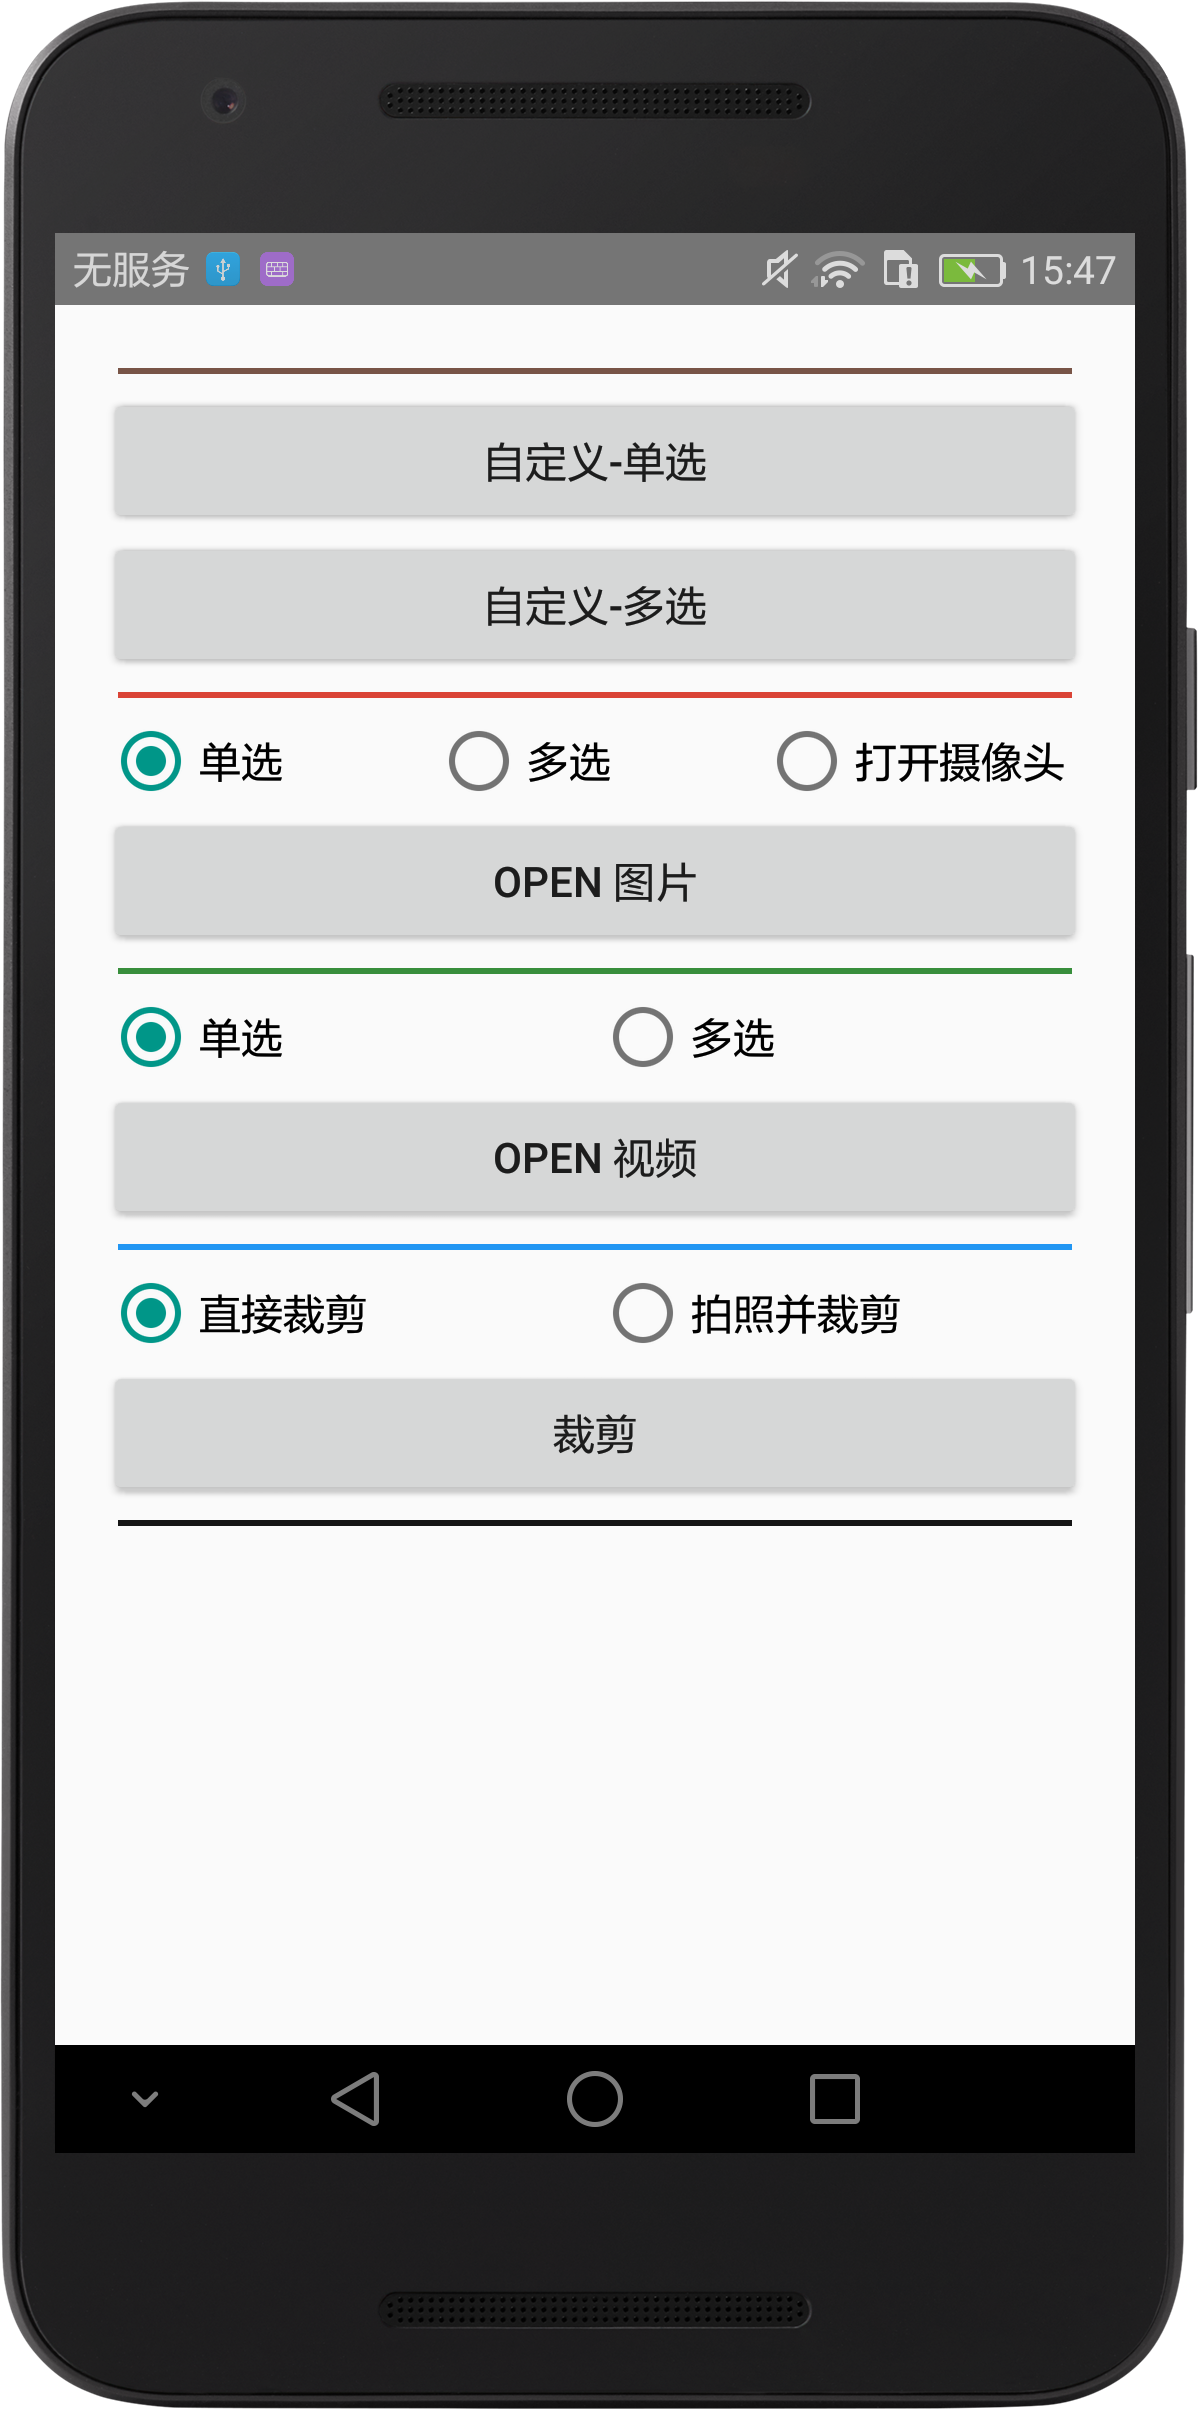 无服务 15:47
自定义-单选
自定义-多选
单选 多选 打开摄像头
OPEN 图片
单选 多选
OPEN 视频
直接裁剪 拍照并裁剪
裁剪